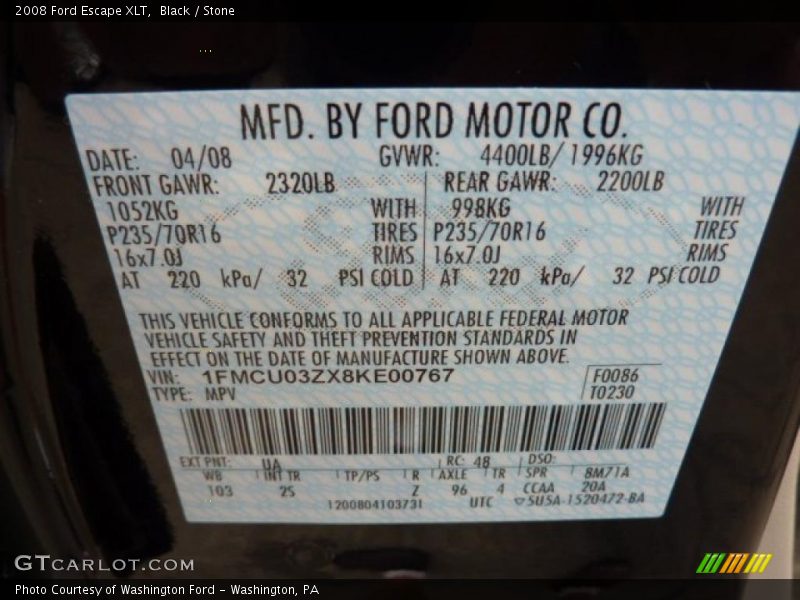 2008 Ford Escape XLT, Black / Stone
MFD. BY FORD MOTOR CO.
DATE: 04/08 GVWR: 4400LB/ 1996KG
FRONT GAWR: 2320LB REAR GAWR: 2200LB
1052KG WITH 998KG WITH
P235/70R16 TIRES P235/70R16 TIRES
16x7.0J RIMS 16x7.0J RIMS
AT 220 kPa/ 32 PSI COLD AT 220 kPa/ 32 PSI COLD
THIS VEHICLE CONFORMS TO ALL APPLICABLE FEDERAL MOTOR
VEHICLE SAFETY AND THEFT PREVENTION STANDARDS IN
EFFECT ON THE DATE OF MANUFACTURE SHOWN ABOVE.
VIN: 1FMCU03ZX8KE00767 F0086
TYPE: MPV T0230
EXT PNT: UA RC: 48 DSO:
WB INT TR TP/PS R AXLE TR SPR 8M71A
103 2S Z 96 4 CCAA 20A
1200804103731 UTC ▽SU5A-1520472-BA
GTCARLOT.COM
Photo Courtesy of Washington Ford - Washington, PA